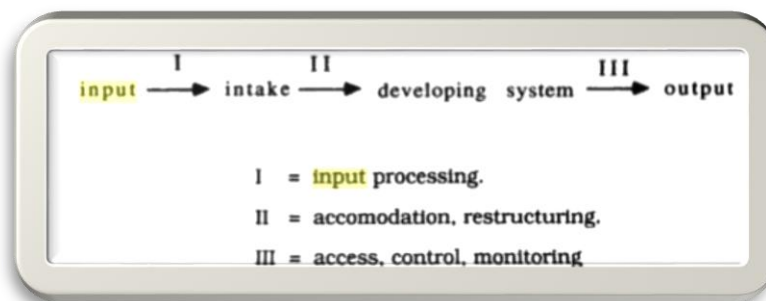 I II III
input intake developing system output
I = input processing.
II = accomodation, restructuring.
III = access, control, monitoring